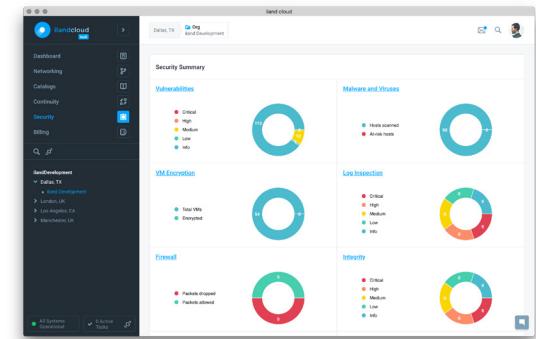 iland cloud
ilandcloud
IaaS
Dallas, TX
Org
iland Development
Dashboard
Networking
Catalogs
Continuity
Security
Billing
ilandDevelopment
Dallas, TX
iland Development
London, UK
Los Angeles, CA
Manchester, UK
All Systems
Operational
0 Active
Tasks
Security Summary
Vulnerabilities
Critical
High
Medium
Low
Info
Malware and Viruses
Hosts scanned
At-risk hosts
VM Encryption
Total VMs
Encrypted
Log Inspection
Critical
High
Medium
Low
Info
Firewall
Packets dropped
Packets allowed
Integrity
Critical
High
Medium
Low
Info